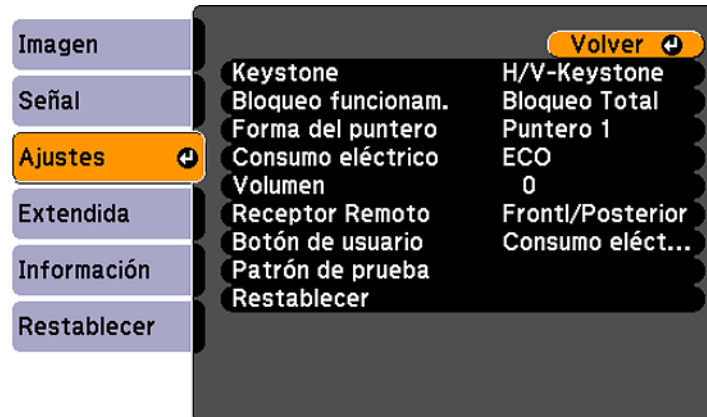 Imagen
Señal
Ajustes
Extendida
Información
Restablecer
Volver
Keystone H/V-Keystone
Bloqueo funcionam. Bloqueo Total
Forma del puntero Puntero 1
Consumo eléctrico ECO
Volumen 0
Receptor Remoto Frontl/Posterior
Botón de usuario Consumo eléct...
Patrón de prueba
Restablecer